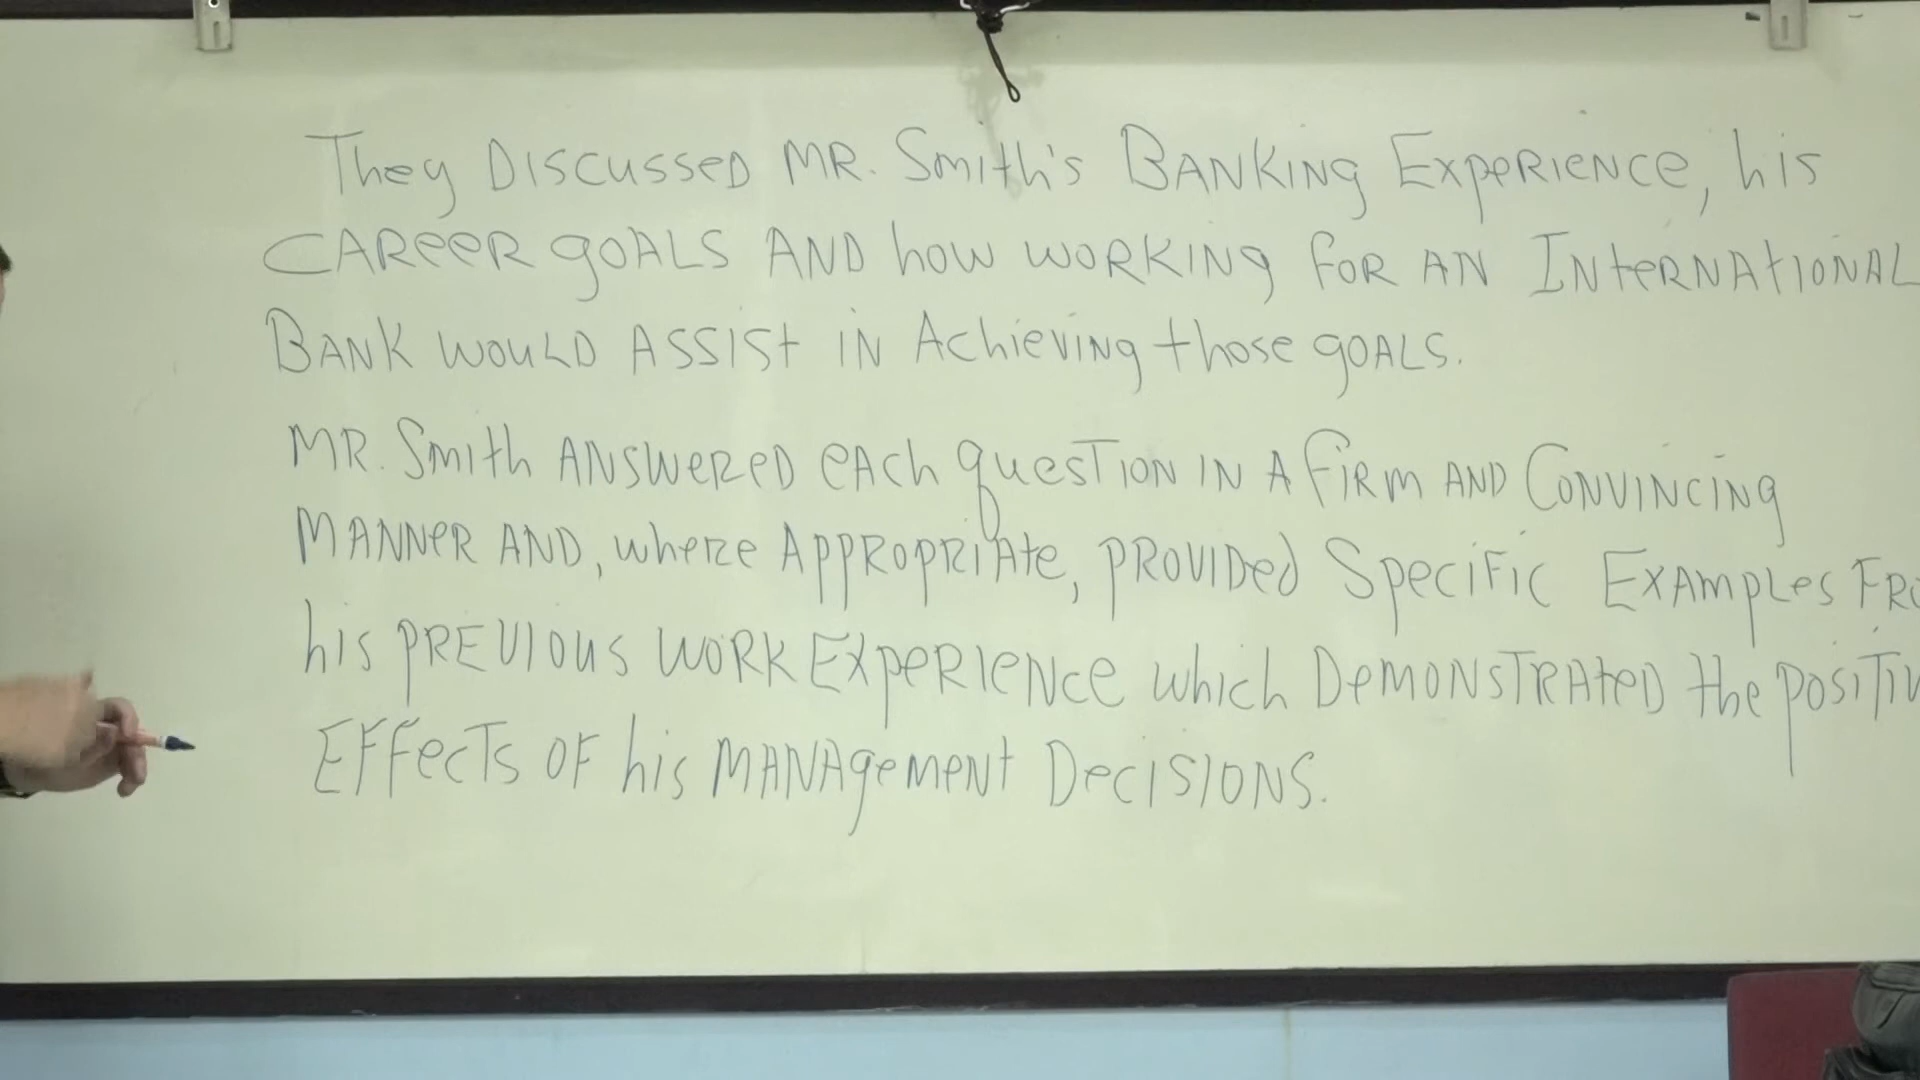 They Discussed MR. Smith's Banking Experience, his
career goals and how working for an International
Bank would assist in Achieving those goals.
MR. Smith answered each question in a firm and Convincing
manner and, where Appropriate, provided Specific Examples Fro
his previous work Experience which Demonstrated the positiv
Effects of his management Decisions.